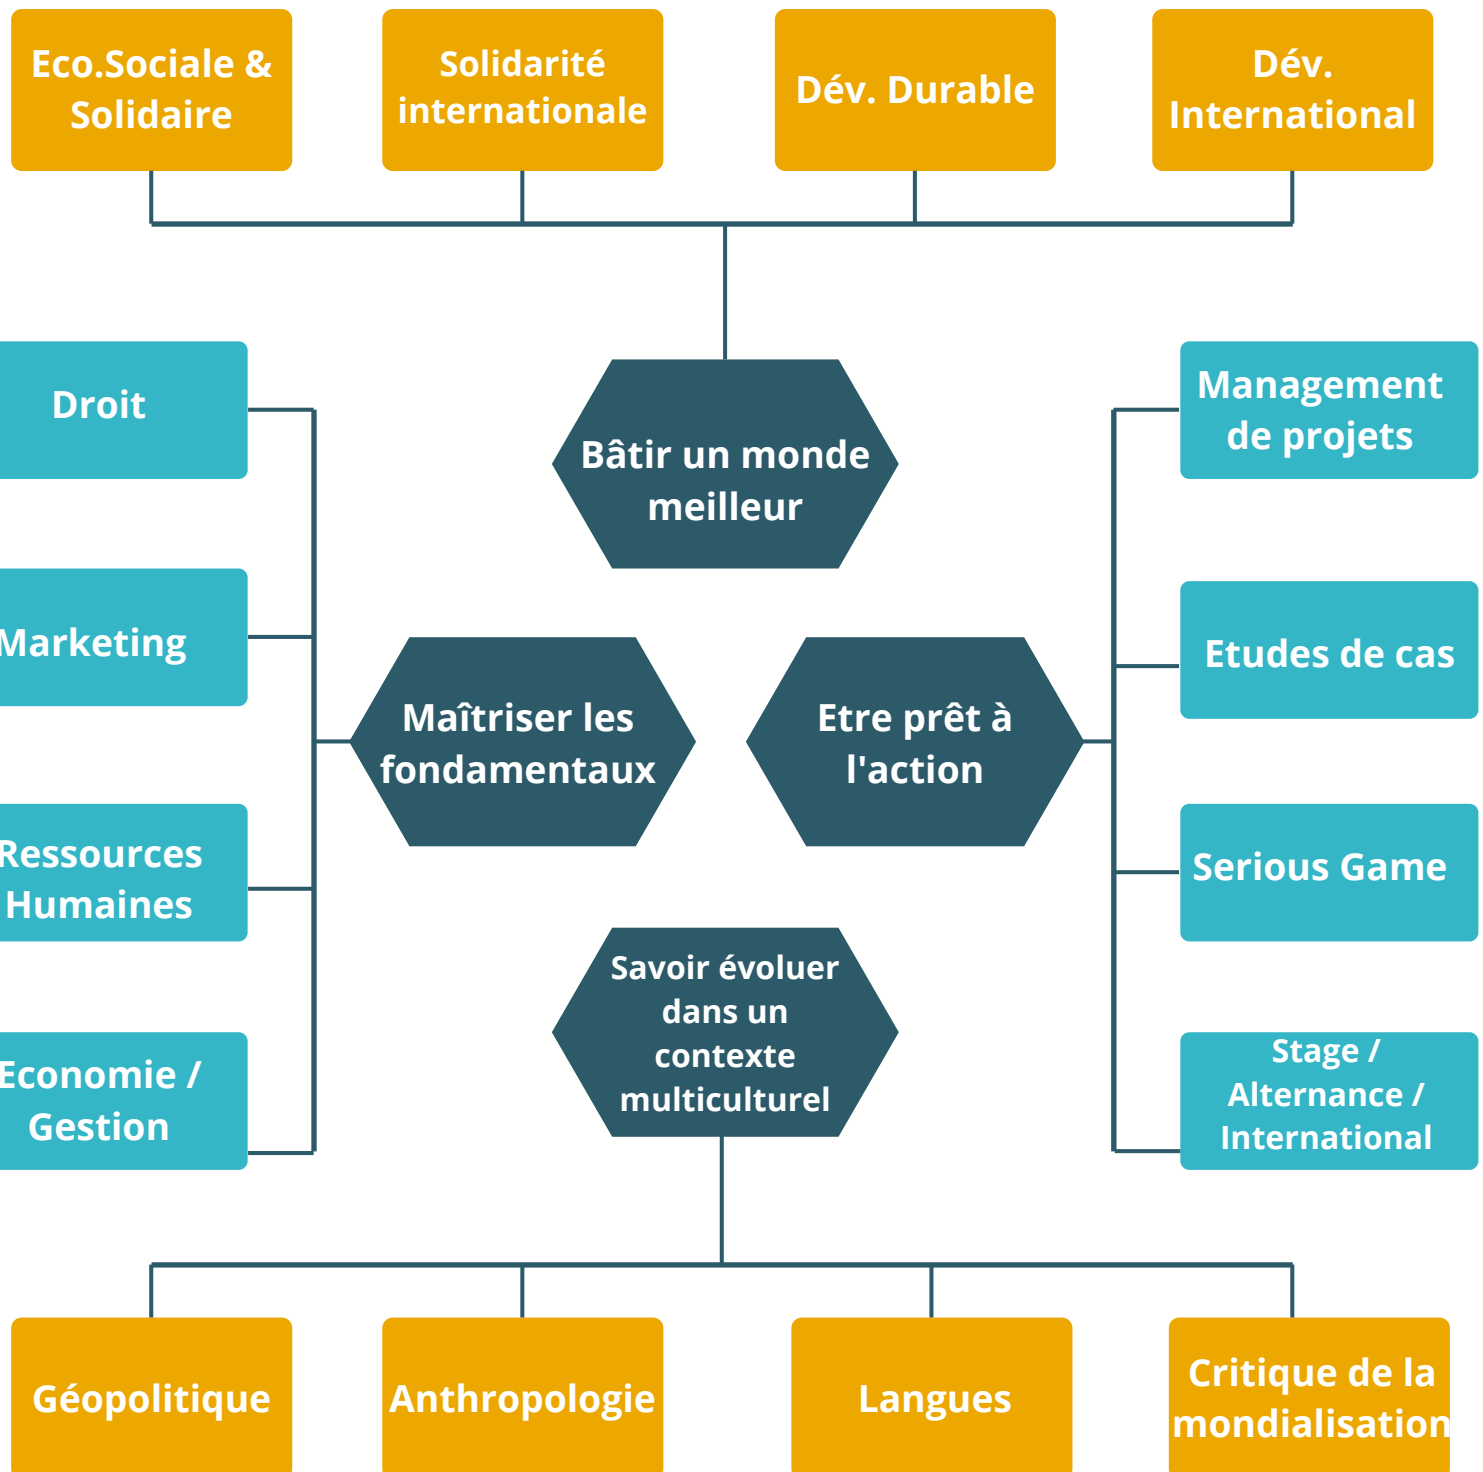 Eco.Sociale &
Solidaire
Solidarité
internationale
Dév. Durable
Dév.
International
Bâtir un monde
meilleur
Droit
Marketing
Ressources
Humaines
Economie /
Gestion
Maîtriser les
fondamentaux
Etre prêt à
l'action
Management
de projets
Etudes de cas
Serious Game
Stage /
Alternance /
International
Savoir évoluer
dans un
contexte
multiculturel
Géopolitique
Anthropologie
Langues
Critique de la
mondialisation